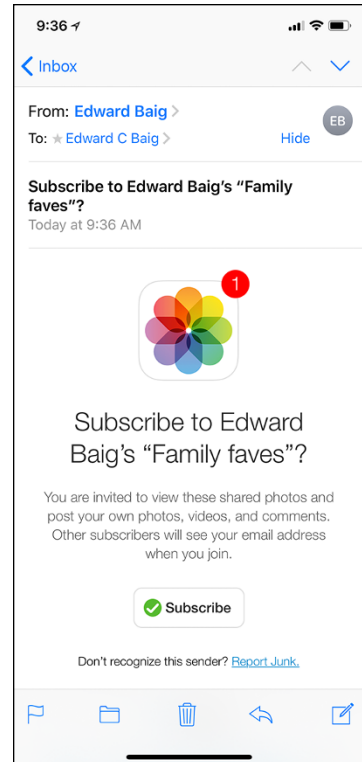 9:36
Inbox
From: Edward Baig
EB
To: Edward C Baig
Hide
Subscribe to Edward Baig's “Family
faves”?
Today at 9:36 AM
1
Subscribe to Edward
Baig's “Family faves”?
You are invited to view these shared photos and
post your own photos, videos, and comments.
Other subscribers will see your email address
when you join.
Subscribe
Don't recognize this sender? Report Junk.